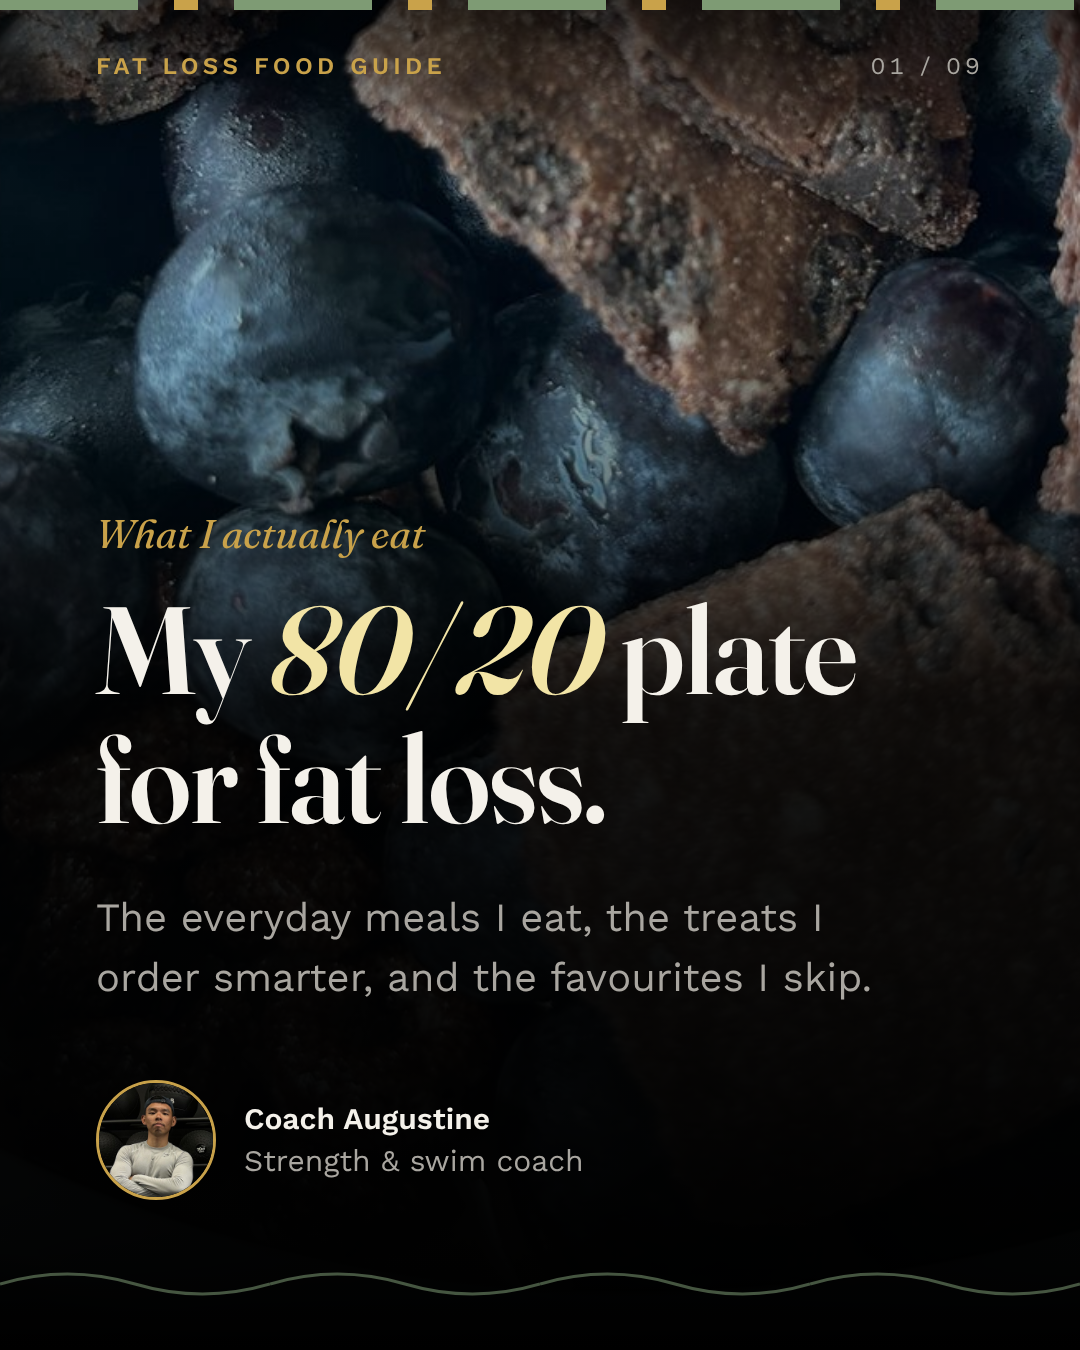 FAT LOSS FOOD GUIDE
01 / 09
What I actually eat
My 80/20 plate
for fat loss.
The everyday meals I eat, the treats I
order smarter, and the favourites I skip.
Coach Augustine
Strength & swim coach